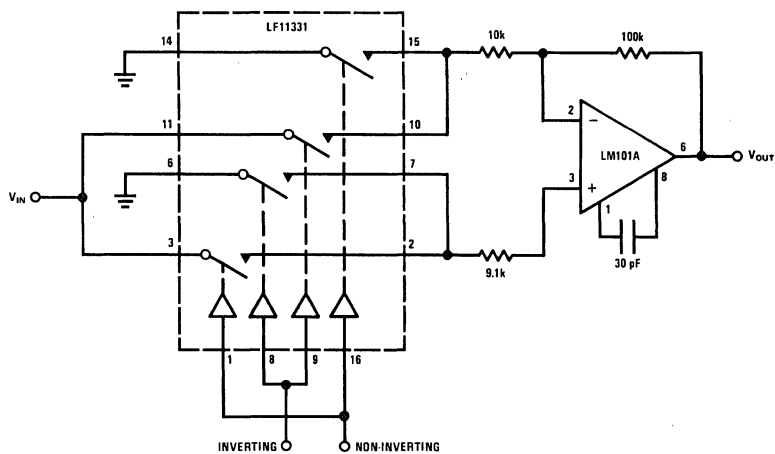 LF11331
14
15
10k
100k
11
10
2
−
LM101A
6
V_OUT
6
7
3
+
8
1
V_IN
3
2
9.1k
30 pF
1
8
9
16
INVERTING
NON-INVERTING